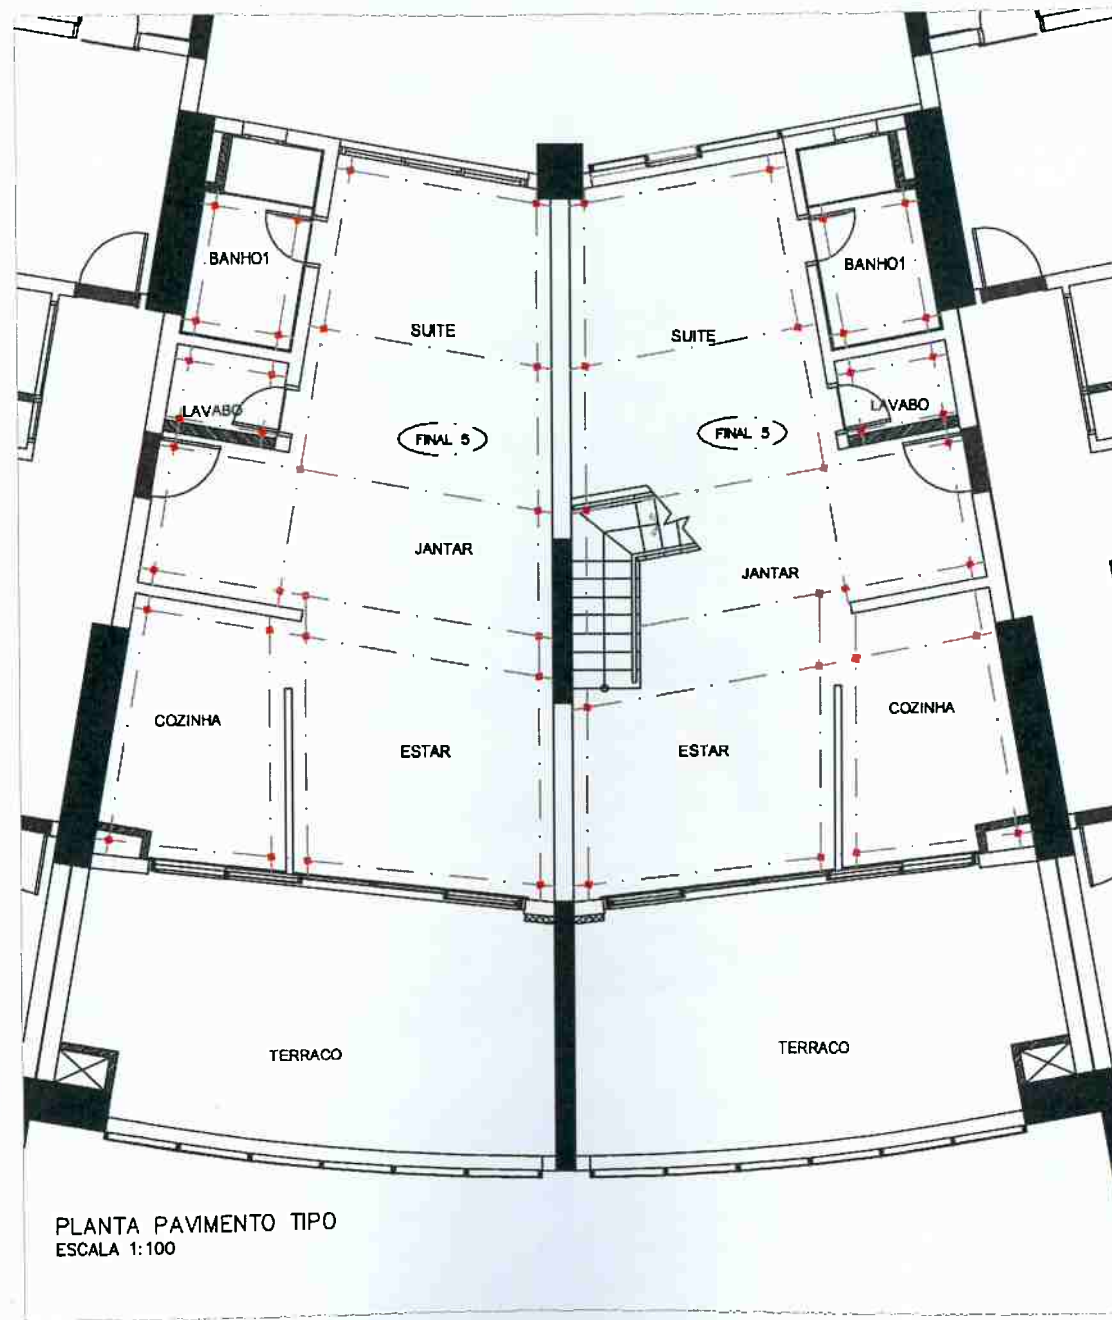 BANHO1
BANHO1
SUITE
SUITE
LAVABO
LAVABO
FINAL 5
FINAL 5
JANTAR
JANTAR
COZINHA
COZINHA
ESTAR
ESTAR
TERRACO
TERRACO
PLANTA PAVIMENTO TIPO
ESCALA 1:100